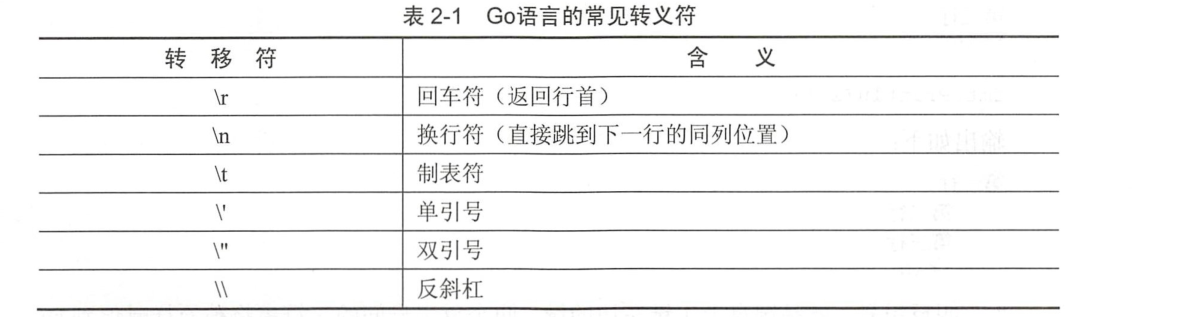 表 2-1 Go语言的常见转义符
转移符 含义
\r 回车符（返回行首）
\n 换行符（直接跳到下一行的同列位置）
\t 制表符
\' 单引号
\" 双引号
\\ 反斜杠